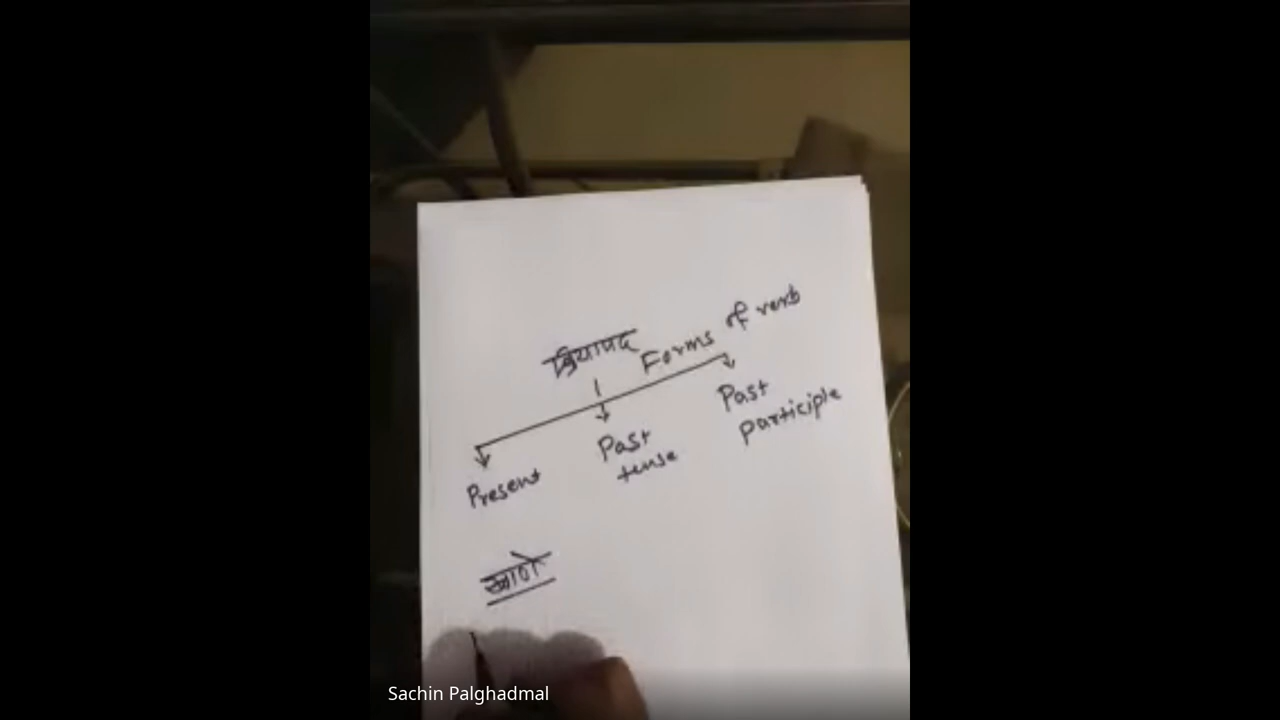 क्रियापद Forms of verb
Present
Past
tense
Past
participle
खाणे
Sachin Palghadmal